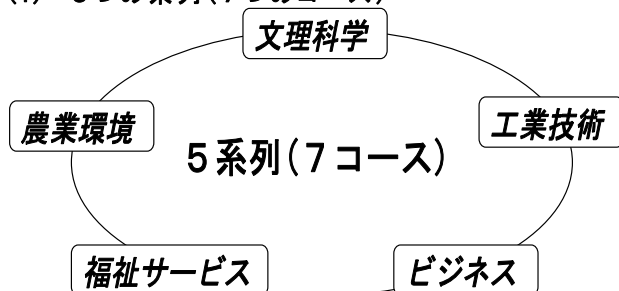 文理科学
農業環境
工業技術
5系列(7コース)
福祉サービス
ビジネス